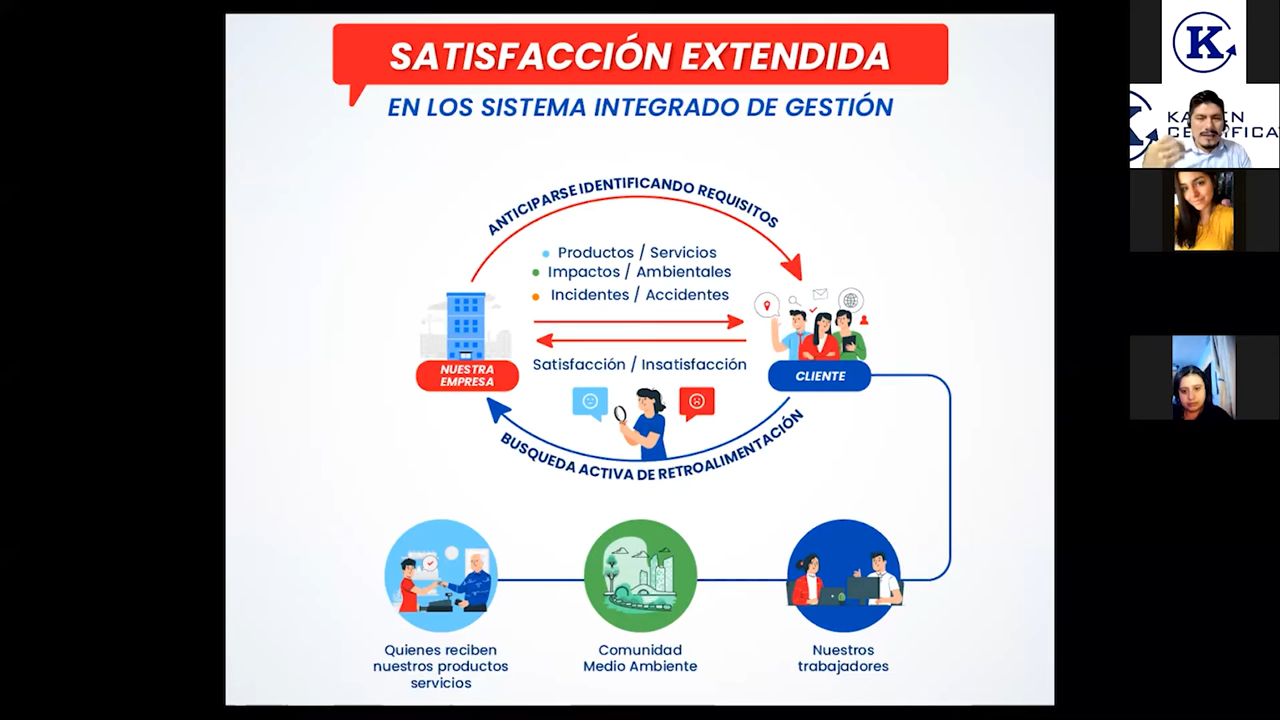 SATISFACCIÓN EXTENDIDA
EN LOS SISTEMA INTEGRADO DE GESTIÓN
ANTICIPARSE IDENTIFICANDO REQUISITOS
Productos / Servicios
Impactos / Ambientales
Incidentes / Accidentes
NUESTRA
EMPRESA
Satisfacción / Insatisfacción
CLIENTE
BUSQUEDA ACTIVA DE RETROALIMENTACIÓN
Quienes reciben
nuestros productos
servicios
Comunidad
Medio Ambiente
Nuestros
trabajadores
K